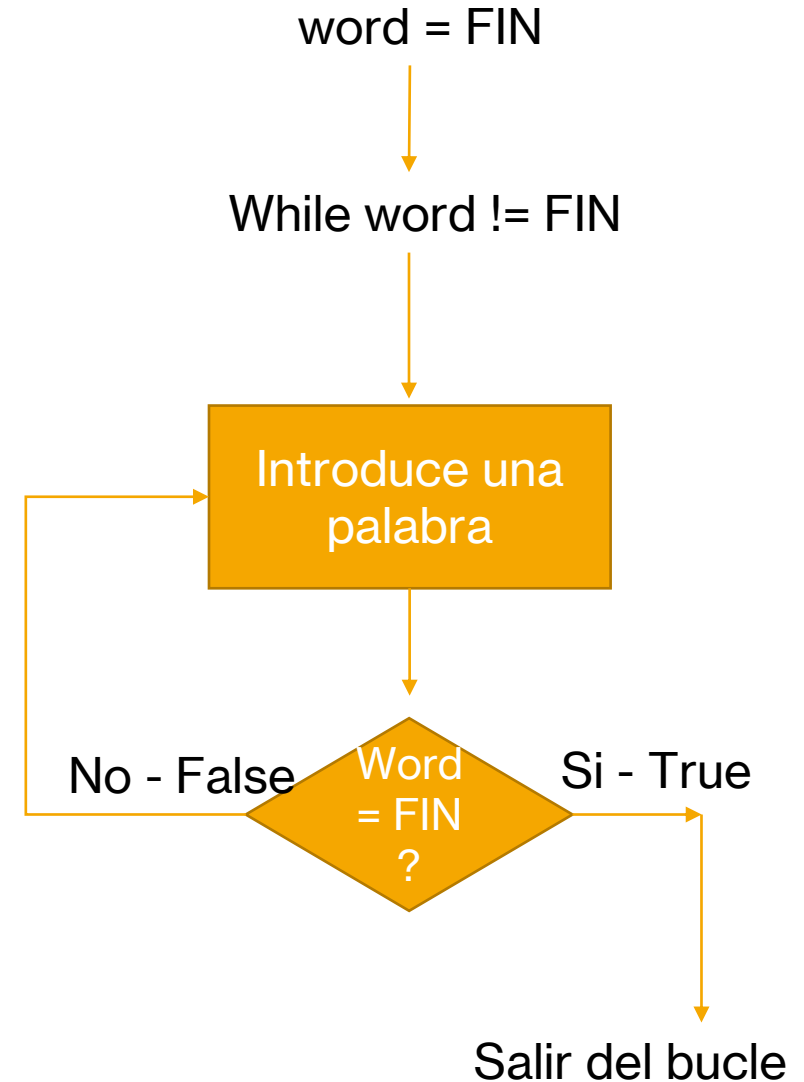 word = FIN
While word != FIN
Introduce una
palabra
No - False
Word
= FIN
?
Si - True
Salir del bucle